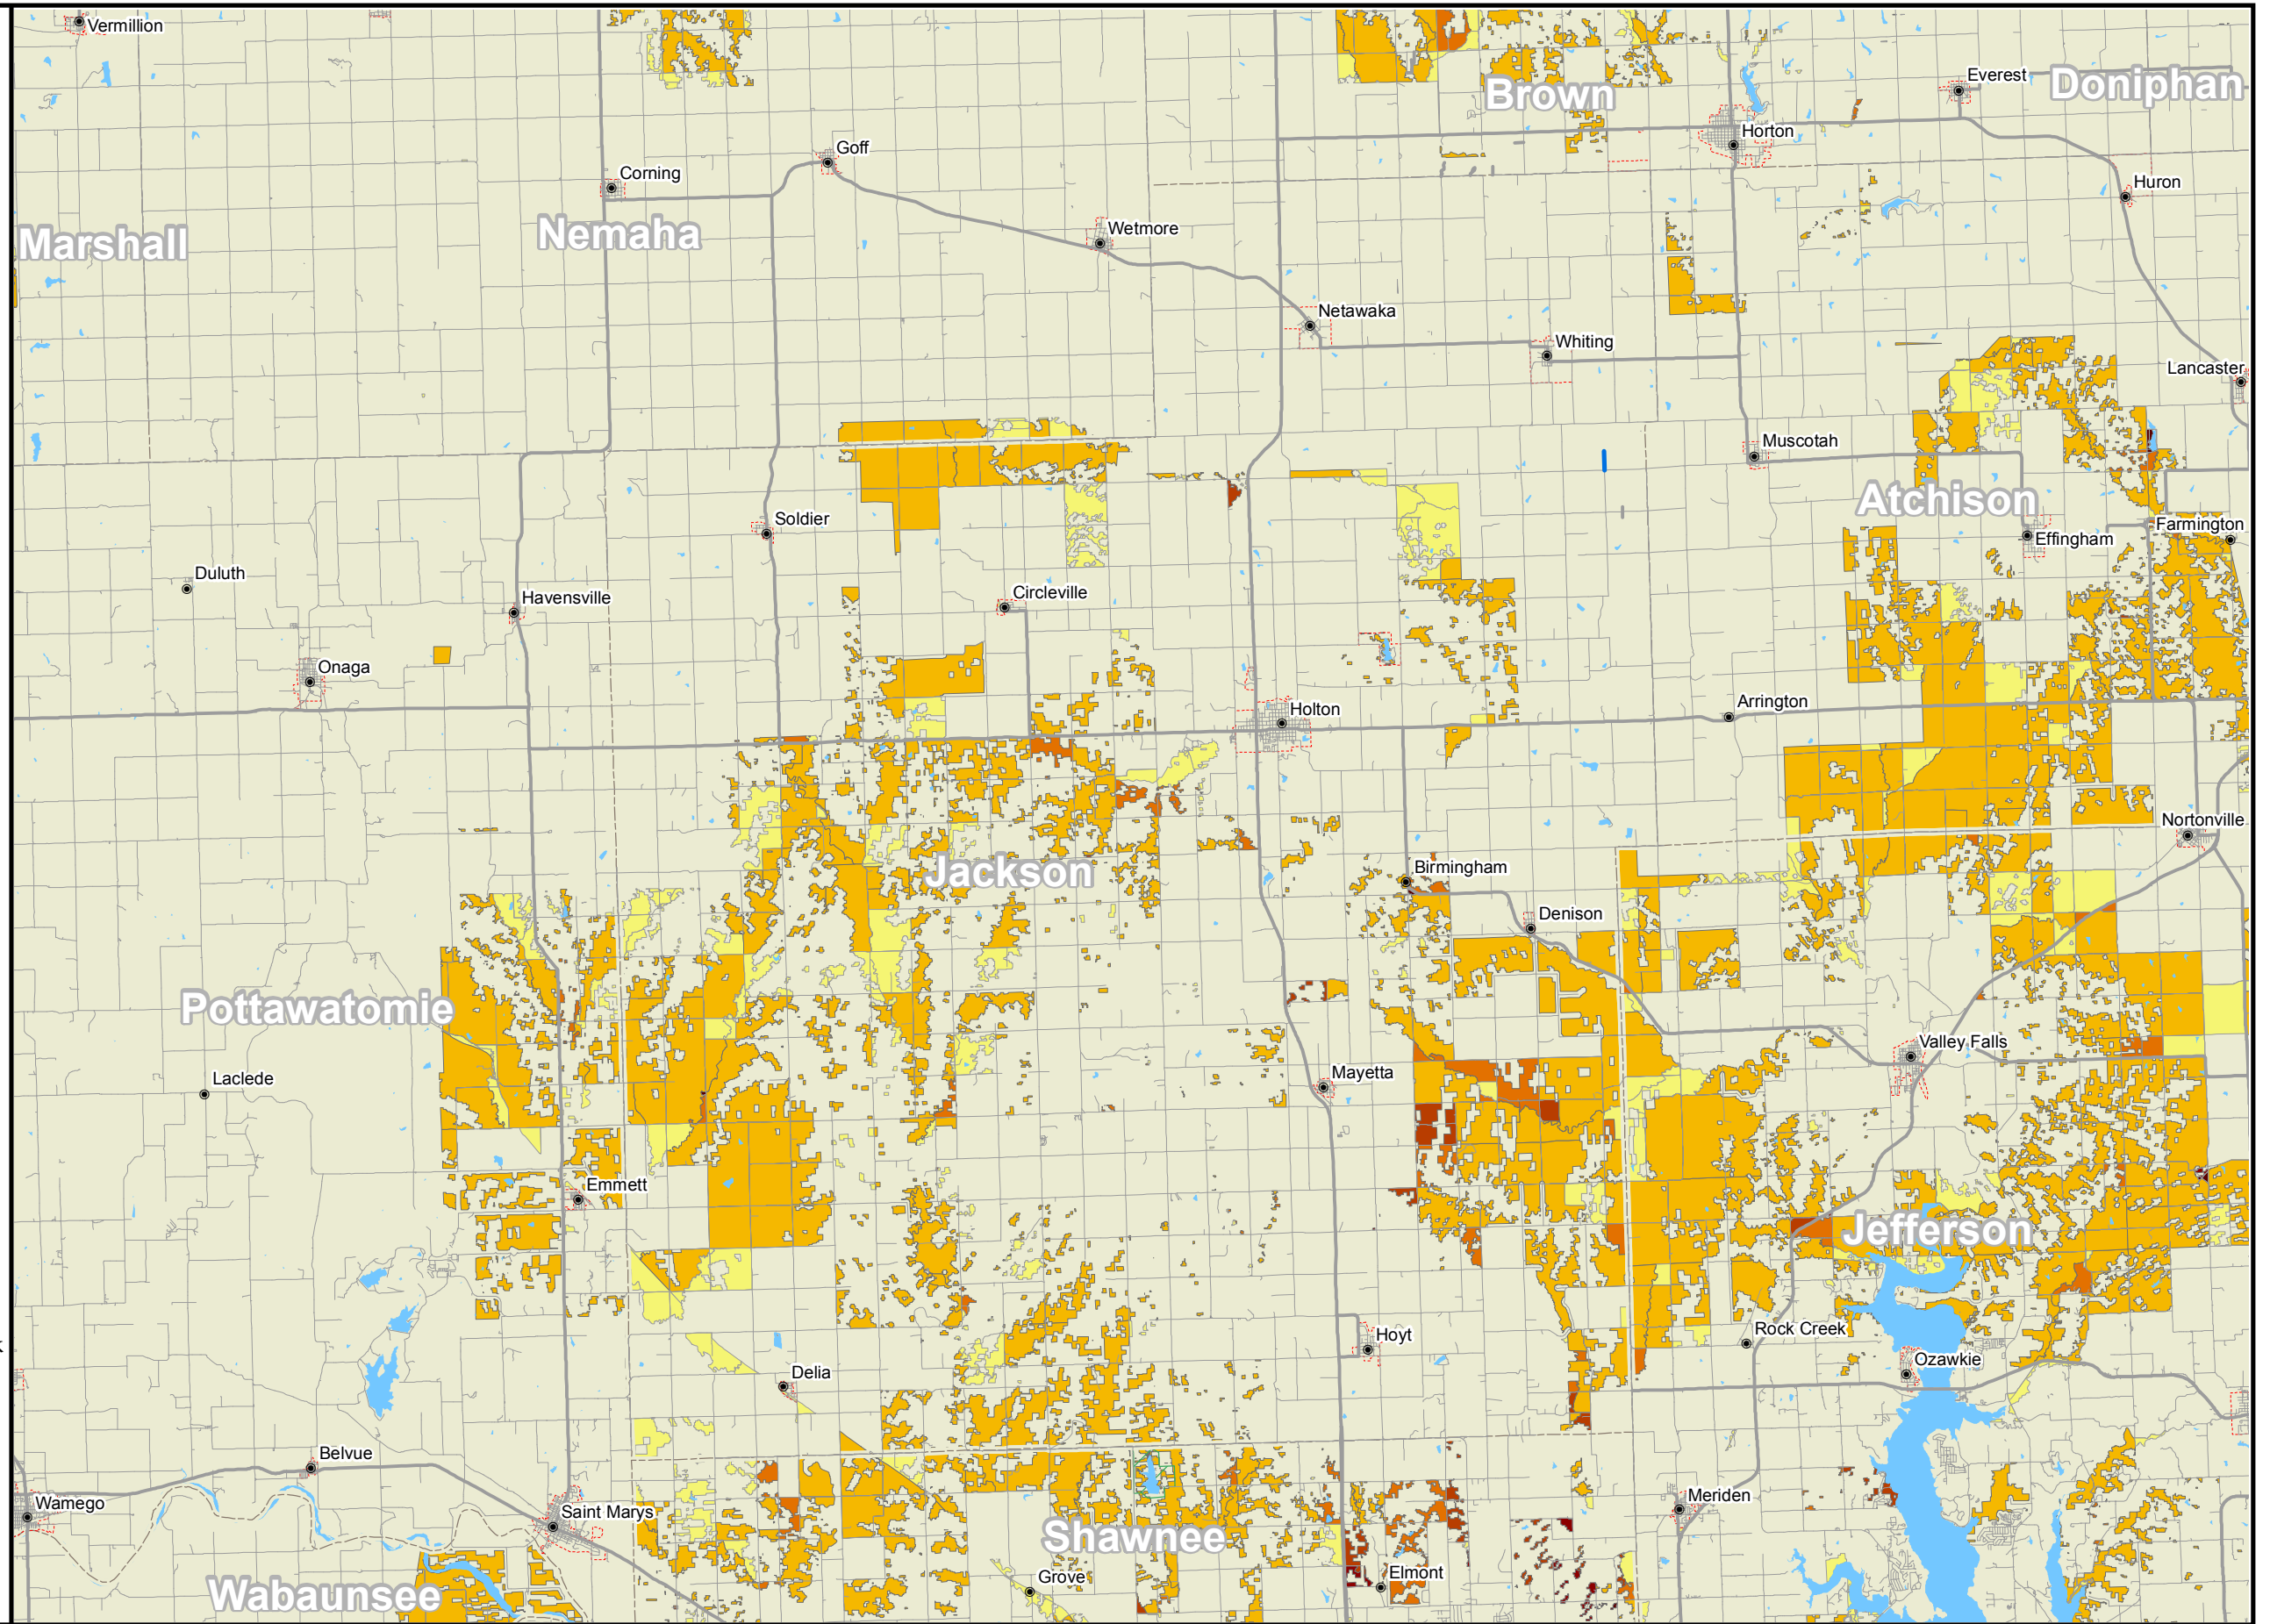 Vermillion
Everest
Doniphan
Brown
Horton
Goff
Corning
Huron
Nemaha
Marshall
Wetmore
Netawaka
Whiting
Lancaster
Muscotah
Atchison
Soldier
Farmington
Effingham
Duluth
Circleville
Havensville
Onaga
Arrington
Holton
Nortonville
Jackson
Birmingham
Denison
Pottawatomie
Valley Falls
Mayetta
Laclede
Emmett
Jefferson
Rock Creek
Hoyt
Ozawkie
Delia
Belvue
Meriden
Wamego
Saint Marys
Shawnee
Elmont
Grove
Wabaunsee